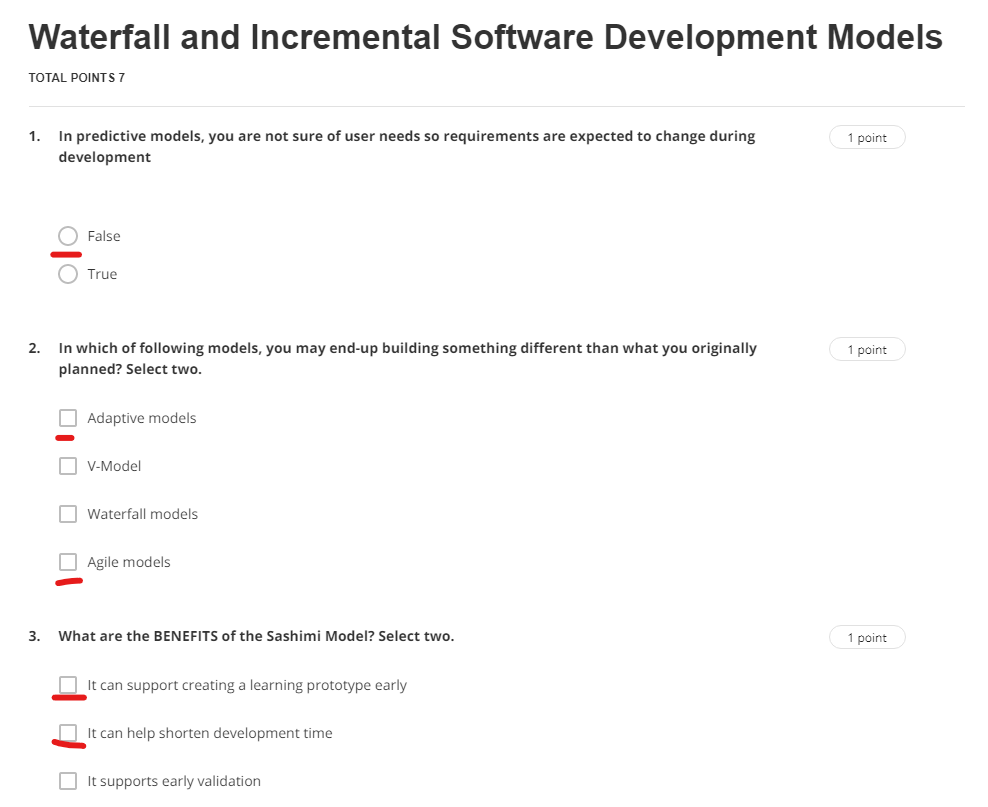 Waterfall and Incremental Software Development Models
TOTAL POINTS 7
1. In predictive models, you are not sure of user needs so requirements are expected to change during
development
1 point
False
True
2. In which of following models, you may end-up building something different than what you originally
planned? Select two.
1 point
Adaptive models
V-Model
Waterfall models
Agile models
3. What are the BENEFITS of the Sashimi Model? Select two.
1 point
It can support creating a learning prototype early
It can help shorten development time
It supports early validation